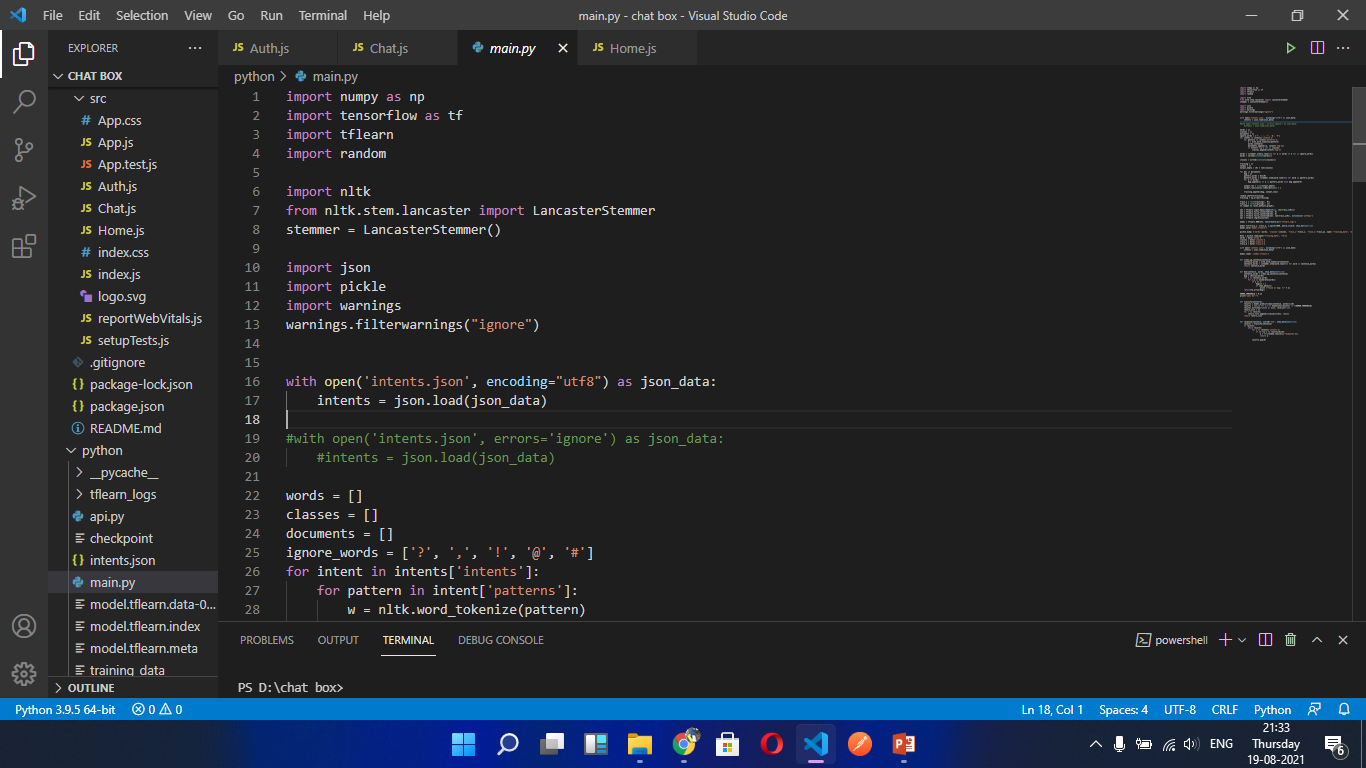 File Edit Selection View Go Run Terminal Help main.py - chat box - Visual Studio Code
EXPLORER
CHAT BOX
src
App.css
App.js
App.test.js
Auth.js
Chat.js
Home.js
index.css
index.js
logo.svg
reportWebVitals.js
setupTests.js
.gitignore
package-lock.json
package.json
README.md
python
__pycache__
tflearn_logs
api.py
checkpoint
intents.json
main.py
model.tflearn.data-0...
model.tflearn.index
model.tflearn.meta
training_data
OUTLINE
JS Auth.js JS Chat.js main.py JS Home.js
python > main.py
1 import numpy as np
2 import tensorflow as tf
3 import tflearn
4 import random
5
6 import nltk
7 from nltk.stem.lancaster import LancasterStemmer
8 stemmer = LancasterStemmer()
9
10 import json
11 import pickle
12 import warnings
13 warnings.filterwarnings("ignore")
14
15
16 with open('intents.json', encoding="utf8") as json_data:
17     intents = json.load(json_data)
18
19 #with open('intents.json', errors='ignore') as json_data:
20     #intents = json.load(json_data)
21
22 words = []
23 classes = []
24 documents = []
25 ignore_words = ['?', ',', '!', '@', '#']
26 for intent in intents['intents']:
27     for pattern in intent['patterns']:
28         w = nltk.word_tokenize(pattern)
PROBLEMS OUTPUT TERMINAL DEBUG CONSOLE powershell
PS D:\chat box>
Python 3.9.5 64-bit 0 0 Ln 18, Col 1 Spaces: 4 UTF-8 CRLF Python
ENG
21:33
Thursday
19-08-2021
6